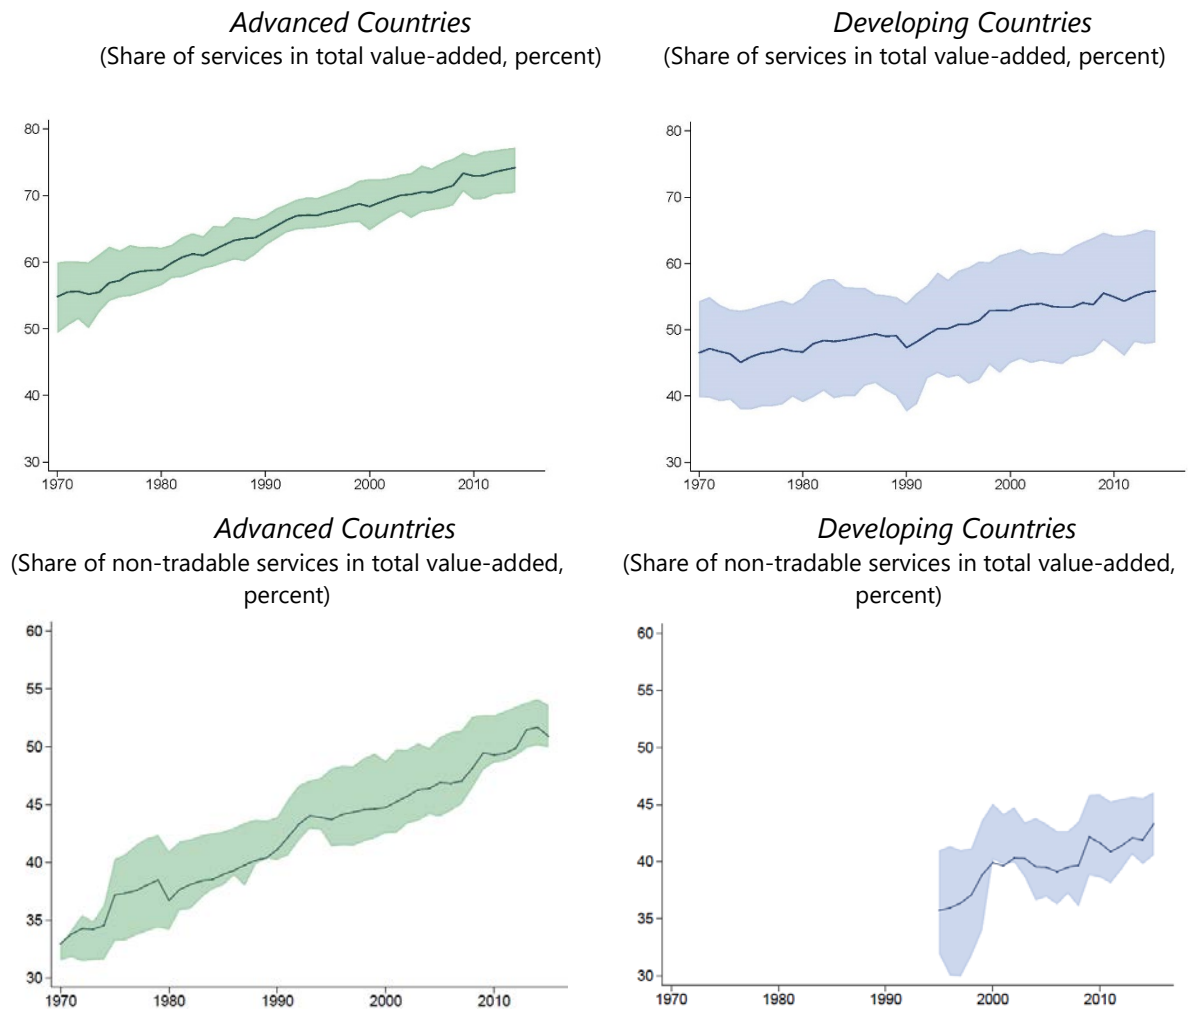 Advanced Countries
(Share of services in total value-added, percent)
80
70
60
50
40
30
1970 1980 1990 2000 2010
Developing Countries
(Share of services in total value-added, percent)
80
70
60
50
40
30
1970 1980 1990 2000 2010
Advanced Countries
(Share of non-tradable services in total value-added,
percent)
60
55
50
45
40
35
30
1970 1980 1990 2000 2010
Developing Countries
(Share of non-tradable services in total value-added,
percent)
60
55
50
45
40
35
30
1970 1980 1990 2000 2010